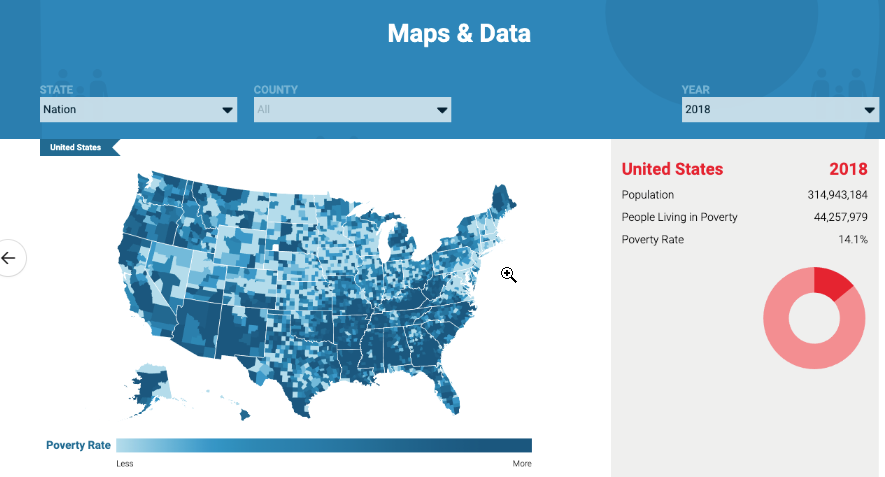 Maps & Data
STATE
COUNTY
YEAR
Nation
All
2018
United States
United States 2018
Population 314,943,184
People Living in Poverty 44,257,979
Poverty Rate 14.1%
Poverty Rate
Less
More